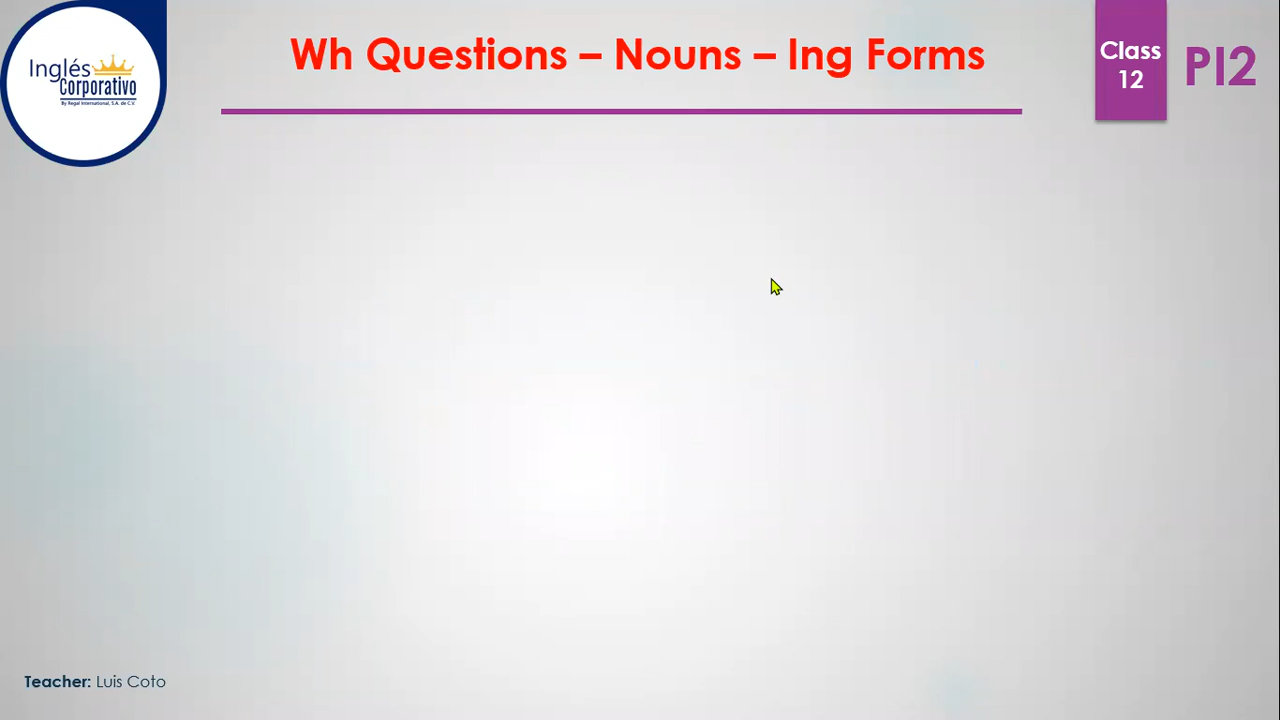 Inglés
Corporativo
By Regal International, S.A. de C.V.
Wh Questions – Nouns – Ing Forms
Class
12
PI2
Teacher: Luis Coto